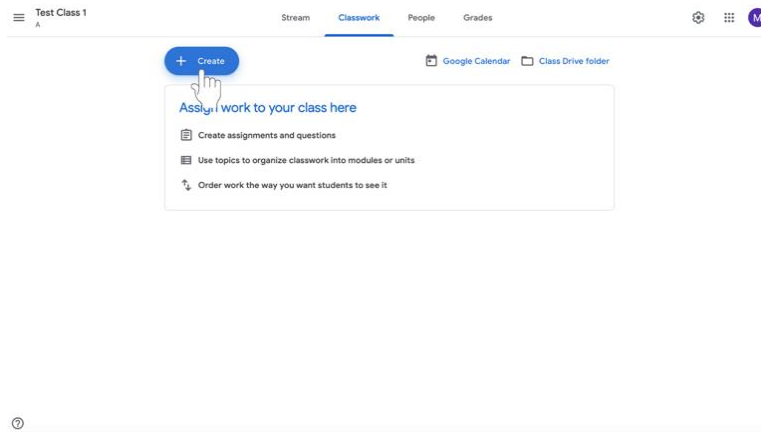 Test Class 1
A
Stream
Classwork
People
Grades
M
Create
Google Calendar
Class Drive folder
Assign work to your class here
Create assignments and questions
Use topics to organize classwork into modules or units
Order work the way you want students to see it